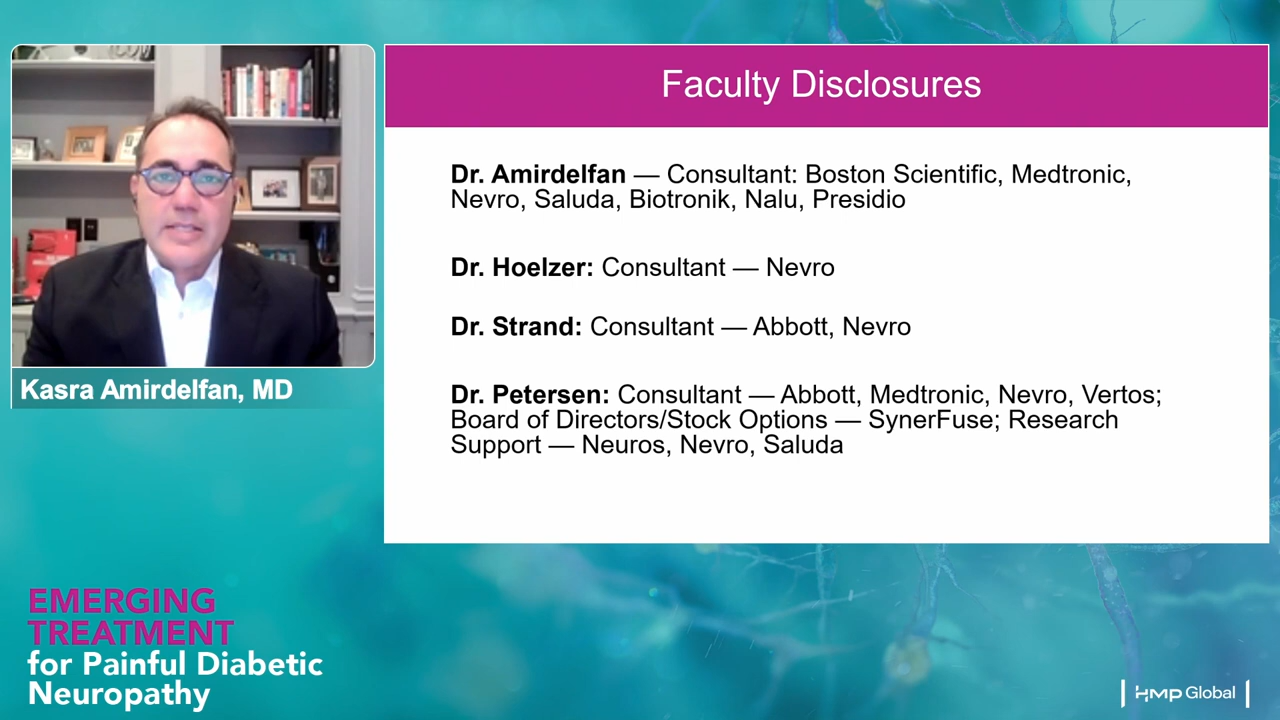 Faculty Disclosures
Dr. Amirdelfan — Consultant: Boston Scientific, Medtronic,
Nevro, Saluda, Biotronik, Nalu, Presidio
Dr. Hoelzer: Consultant — Nevro
Dr. Strand: Consultant — Abbott, Nevro
Dr. Petersen: Consultant — Abbott, Medtronic, Nevro, Vertos;
Board of Directors/Stock Options — SynerFuse; Research
Support — Neuros, Nevro, Saluda
Kasra Amirdelfan, MD
EMERGING
TREATMENT
for Painful Diabetic
Neuropathy
HMP Global